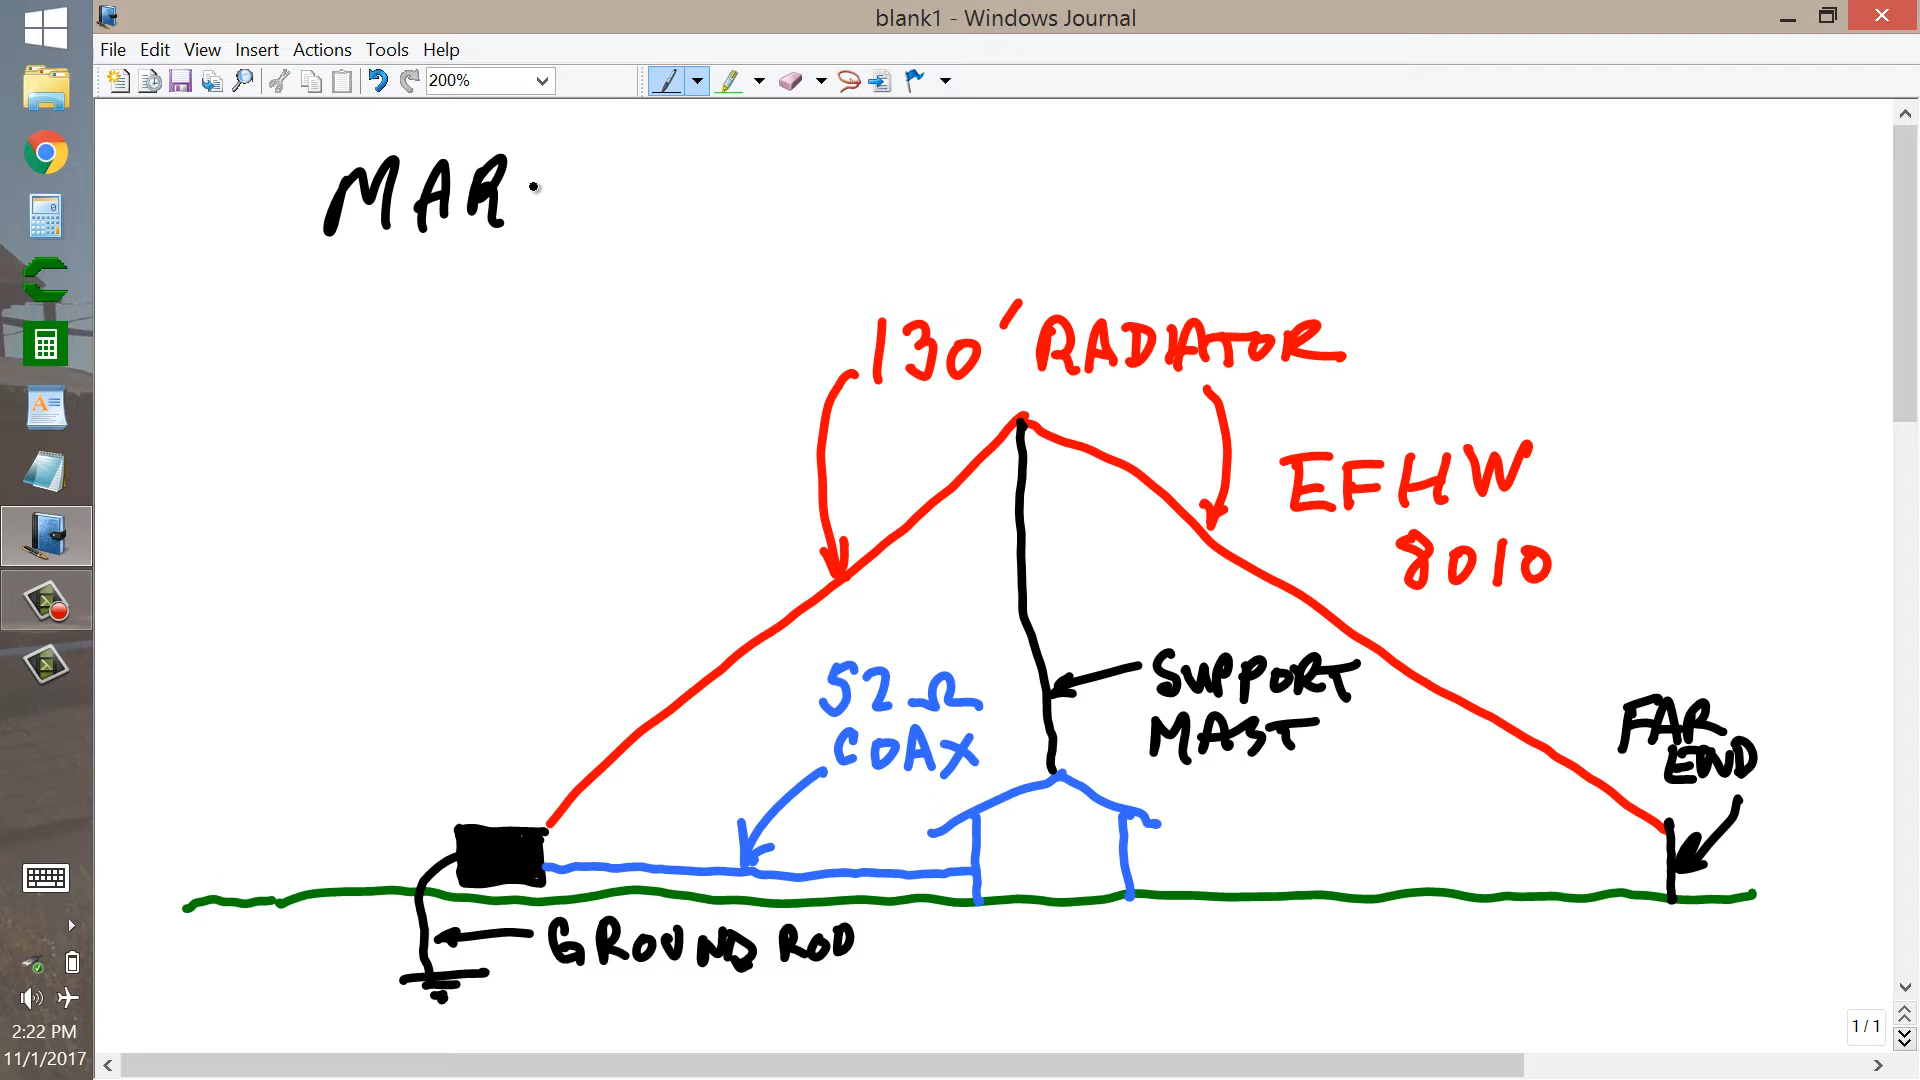 blank1 - Windows Journal
File Edit View Insert Actions Tools Help
200%
MAR
130' RADIATOR
EFHW
8010
52 Ω
COAX
SUPPORT
MAST
FAR
END
GROUND ROD
1 / 1
2:22 PM
11/1/2017